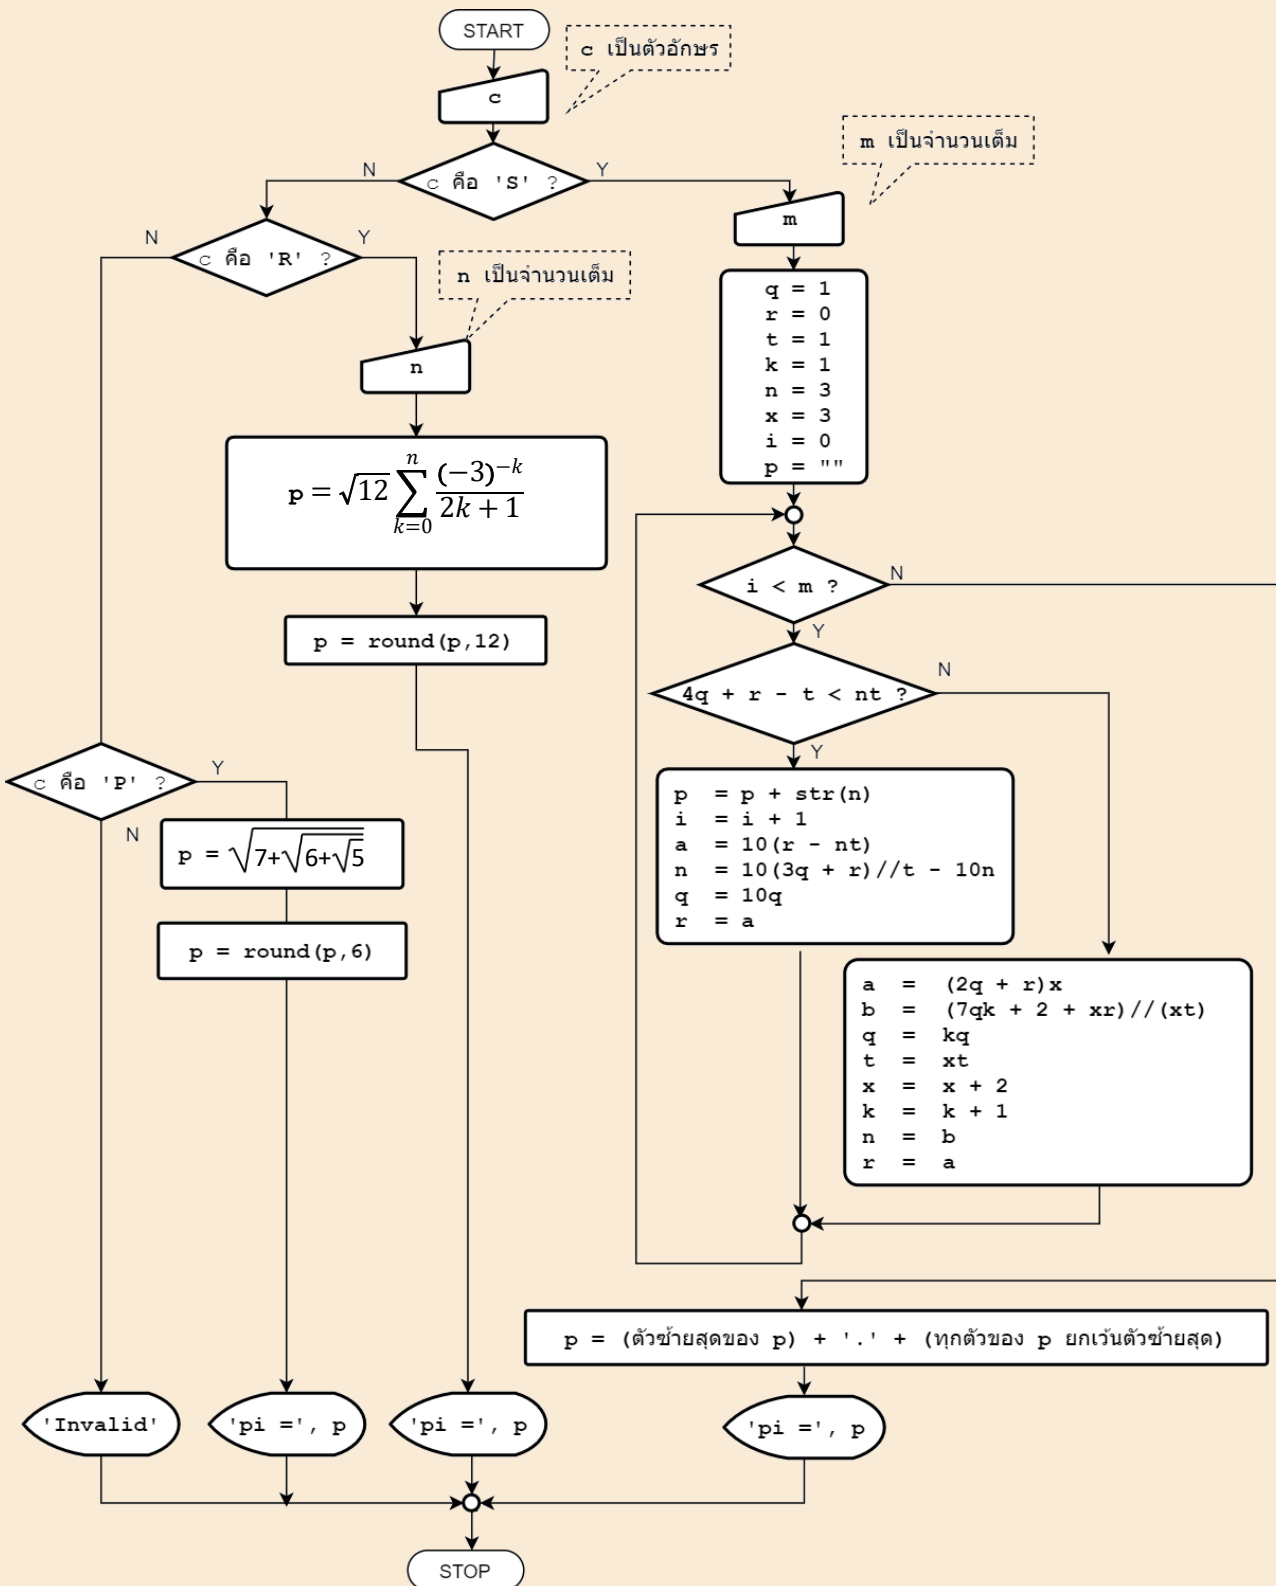 START
c เป็นตัวอักษร
c
m เป็นจำนวนเต็ม
N
c คือ 'S' ?
Y
m
N
c คือ 'R' ?
Y
n เป็นจำนวนเต็ม
n
q = 1
r = 0
t = 1
k = 1
n = 3
x = 3
i = 0
p = ""
p = √12 ∑_{k=0}^{n} (−3)^{−k} / (2k + 1)
p = round(p,12)
i < m ?
N
Y
4q + r - t < nt ?
N
Y
c คือ 'P' ?
Y
N
p = √(7+√(6+√5))
p = round(p,6)
p = p + str(n)
i = i + 1
a = 10(r - nt)
n = 10(3q + r)//t - 10n
q = 10q
r = a
a = (2q + r)x
b = (7qk + 2 + xr)//(xt)
q = kq
t = xt
x = x + 2
k = k + 1
n = b
r = a
p = (ตัวซ้ายสุดของ p) + '.' + (ทุกตัวของ p ยกเว้นตัวซ้ายสุด)
'Invalid'
'pi =', p
'pi =', p
'pi =', p
STOP